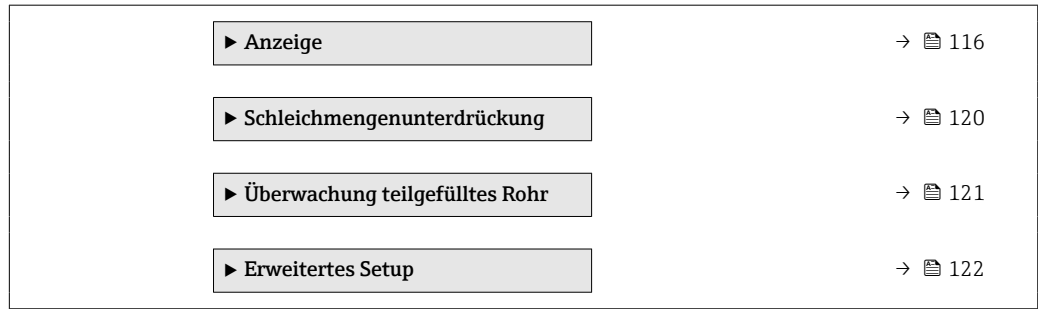 ▶ Anzeige → 116
▶ Schleichmengenunterdrückung → 120
▶ Überwachung teilgefülltes Rohr → 121
▶ Erweitertes Setup → 122